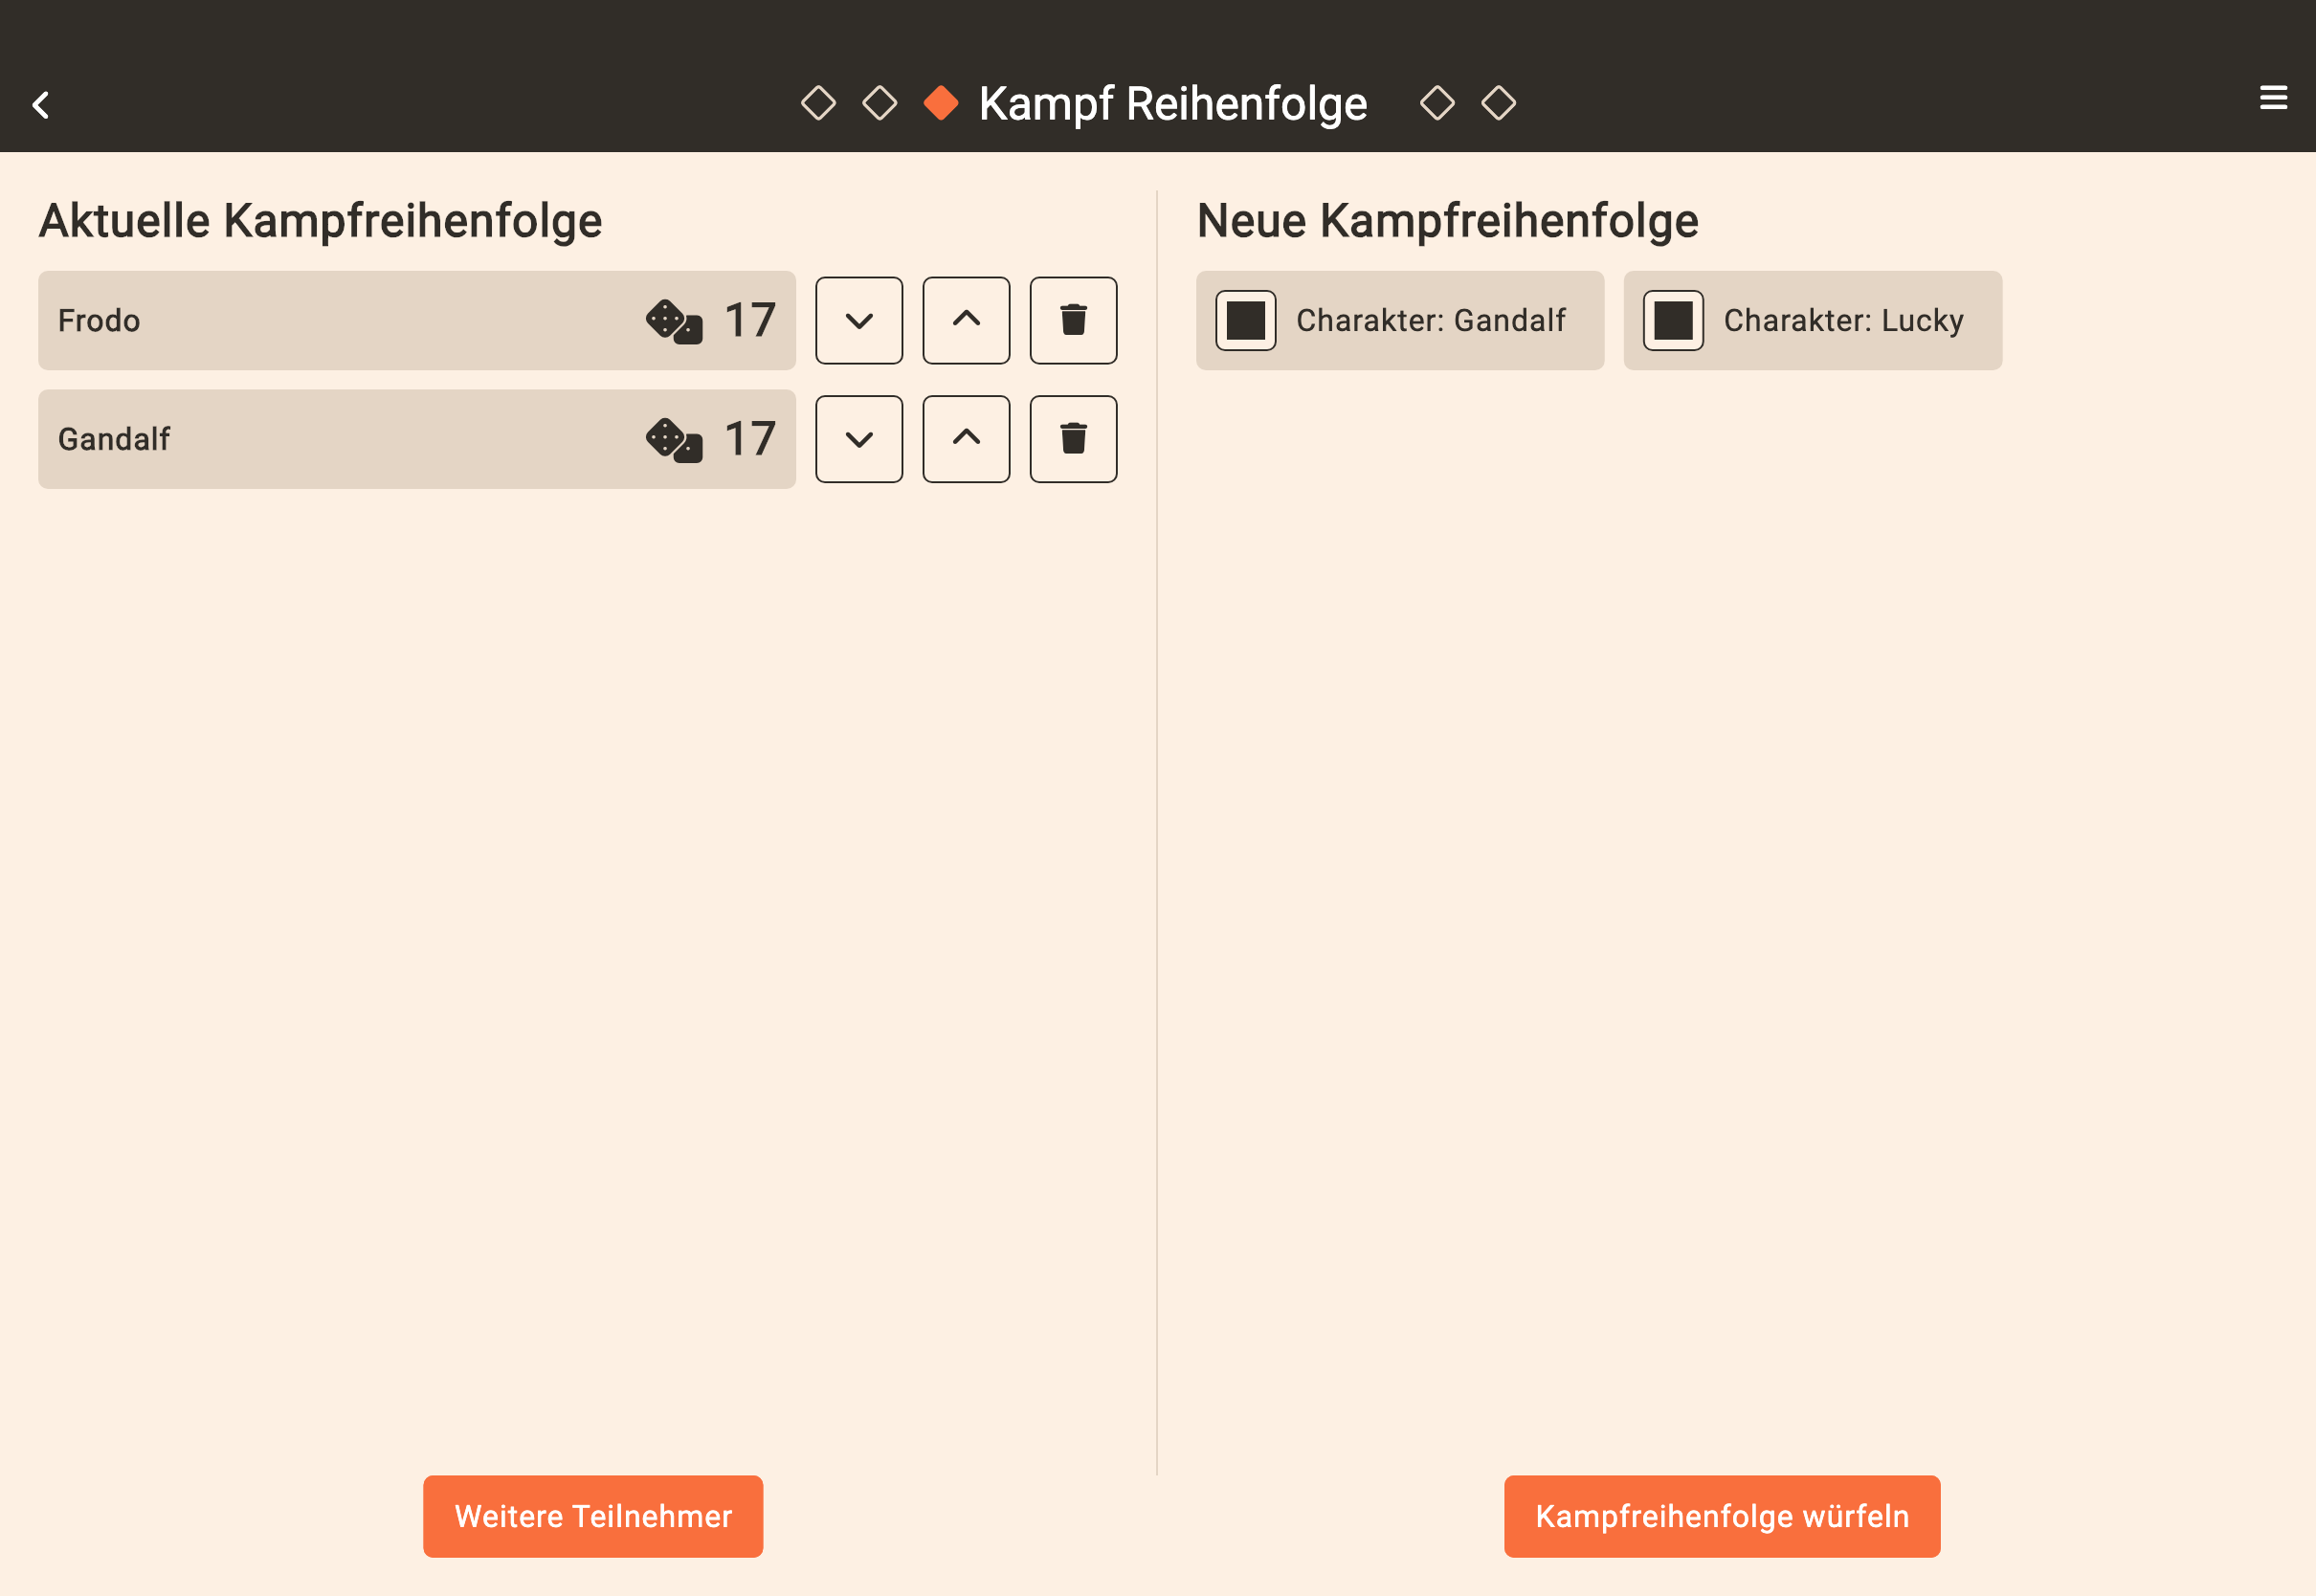 Kampf Reihenfolge
Aktuelle Kampfreihenfolge
Frodo 17
Gandalf 17
Weitere Teilnehmer
Neue Kampfreihenfolge
Charakter: Gandalf
Charakter: Lucky
Kampfreihenfolge würfeln